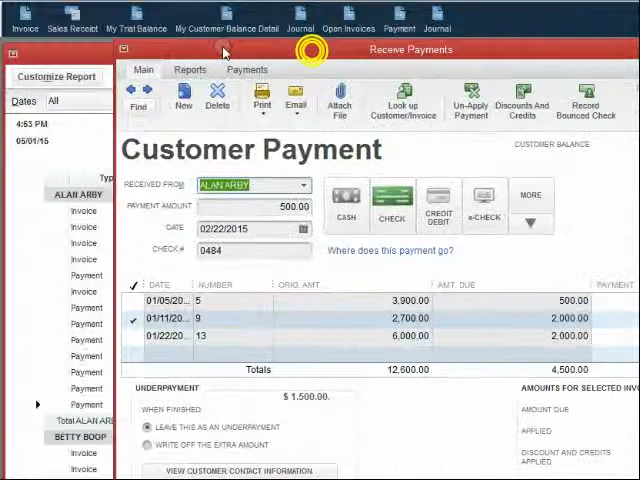 Invoice Sales Receipt My Trial Balance My Customer Balance Detail Journal Open Invoices Payment Journal
Receive Payments
Customize Report
Main Reports Payments
Dates All
Find New Delete Print Email Attach File Look up Customer/Invoice Un-Apply Payment Discounts And Credits Record Bounced Check
4:53 PM
05/01/15
Customer Payment
CUSTOMER BALANCE
Typ
RECEIVED FROM ALAN ARBY
PAYMENT AMOUNT 500.00
CASH CHECK CREDIT DEBIT e-CHECK MORE
DATE 02/22/2015
CHECK # 0484
Where does this payment go?
DATE NUMBER ORIG. AMT. AMT. DUE PAYMENT
01/05/20... 5 3,900.00 500.00
01/11/20... 9 2,700.00 2,000.00
01/22/20... 13 6,000.00 2,000.00
Totals 12,600.00 4,500.00
ALAN ARBY
Invoice
Invoice
Invoice
Invoice
Payment
Invoice
Payment
Payment
Payment
Payment
Payment
Payment
Payment
Total ALAN AR
BETTY BOOP
Invoice
Invoice
UNDERPAYMENT
$ 1,500.00.
WHEN FINISHED
LEAVE THIS AS AN UNDERPAYMENT
WRITE OFF THE EXTRA AMOUNT
VIEW CUSTOMER CONTACT INFORMATION
AMOUNTS FOR SELECTED INVO
AMOUNT DUE
APPLIED
DISCOUNT AND CREDITS
APPLIED